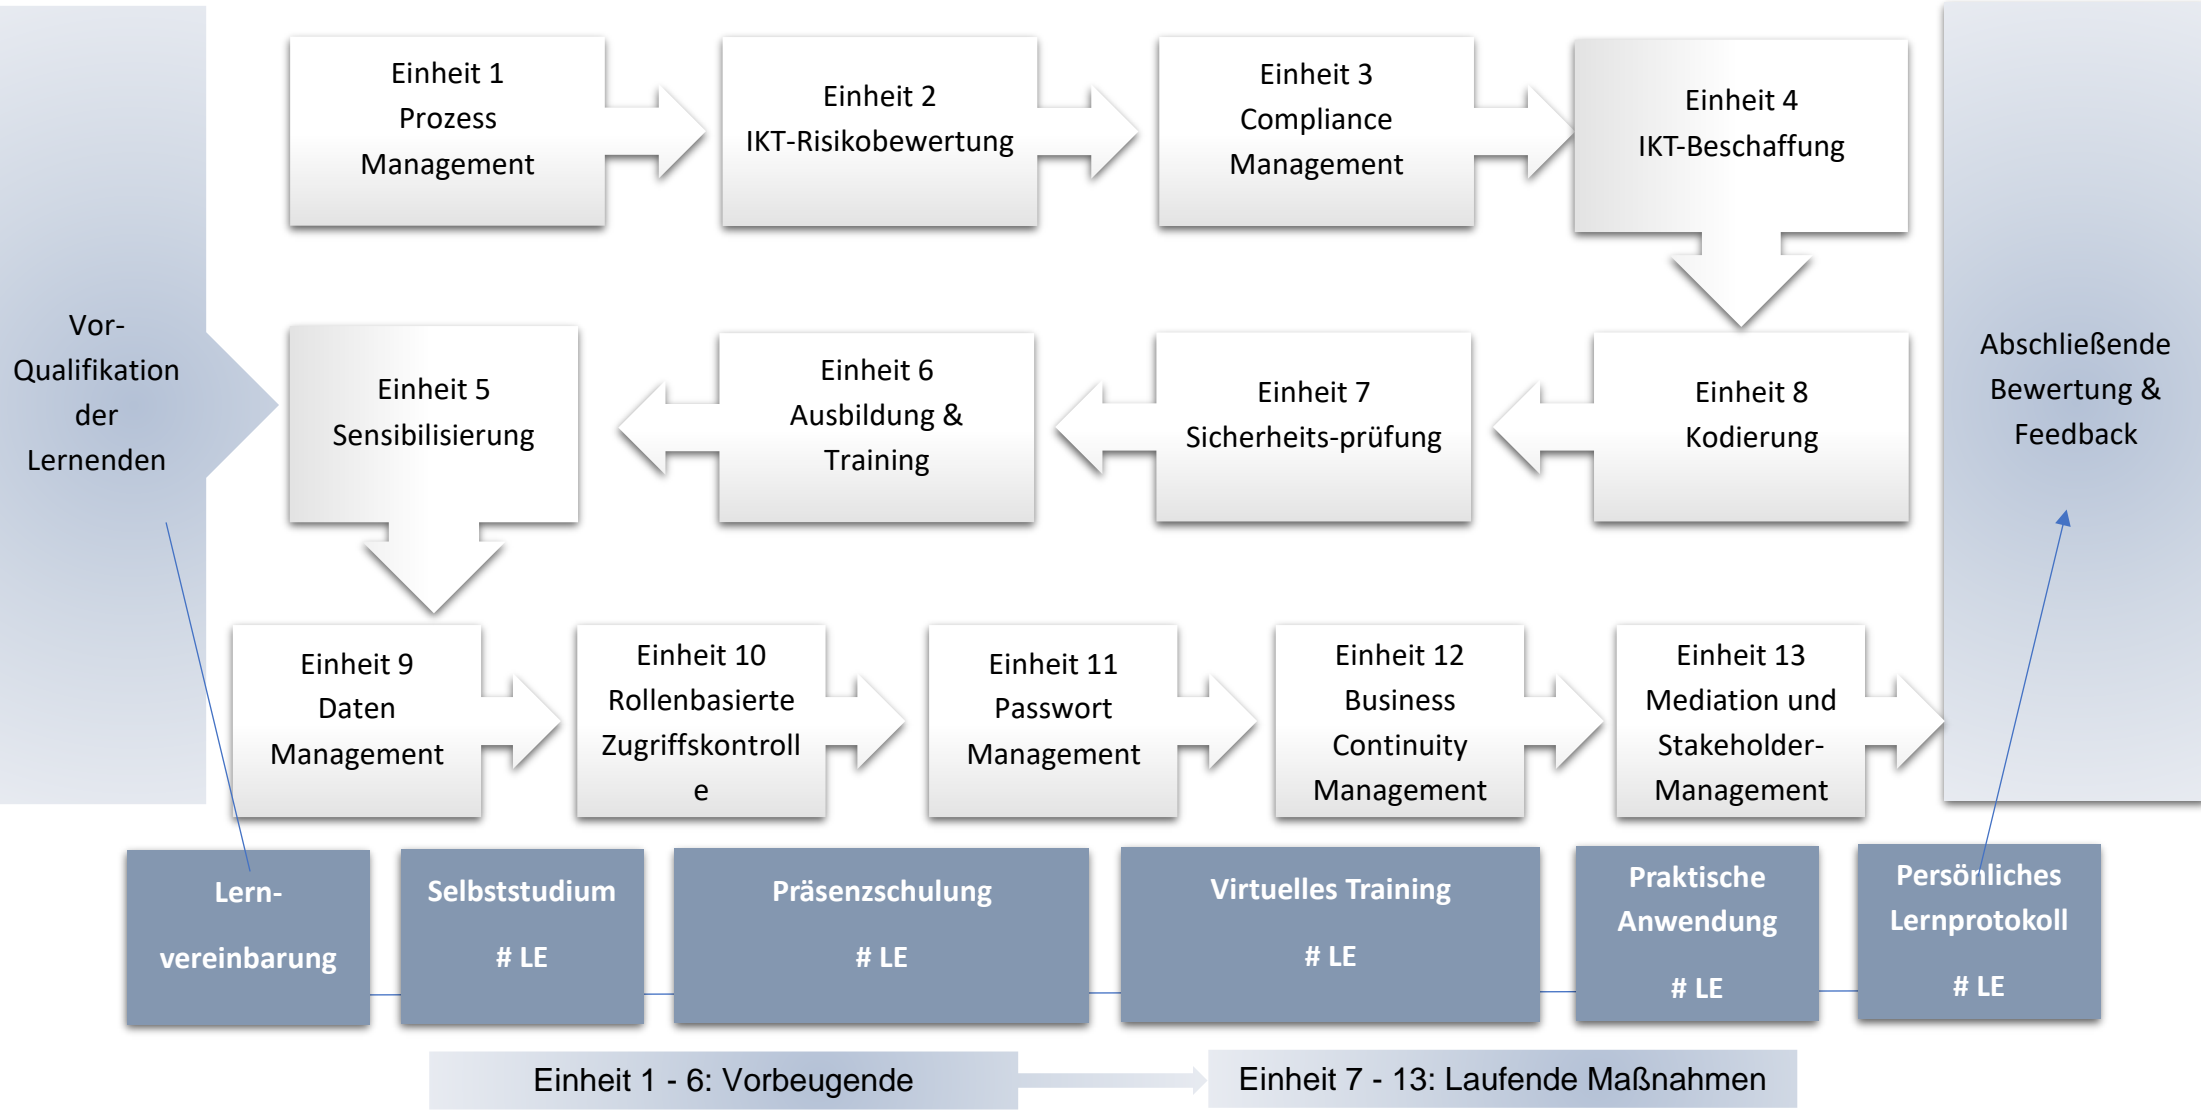 Vor-
Qualifikation
der
Lernenden
Einheit 1
Prozess
Management
Einheit 2
IKT-Risikobewertung
Einheit 3
Compliance
Management
Einheit 4
IKT-Beschaffung
Einheit 5
Sensibilisierung
Einheit 6
Ausbildung &
Training
Einheit 7
Sicherheits-prüfung
Einheit 8
Kodierung
Einheit 9
Daten
Management
Einheit 10
Rollenbasierte
Zugriffskontroll
e
Einheit 11
Passwort
Management
Einheit 12
Business
Continuity
Management
Einheit 13
Mediation und
Stakeholder-
Management
Abschließende
Bewertung &
Feedback
Lern-
vereinbarung
Selbststudium
# LE
Präsenzschulung
# LE
Virtuelles Training
# LE
Praktische
Anwendung
# LE
Persönliches
Lernprotokoll
# LE
Einheit 1 - 6: Vorbeugende
Einheit 7 - 13: Laufende Maßnahmen